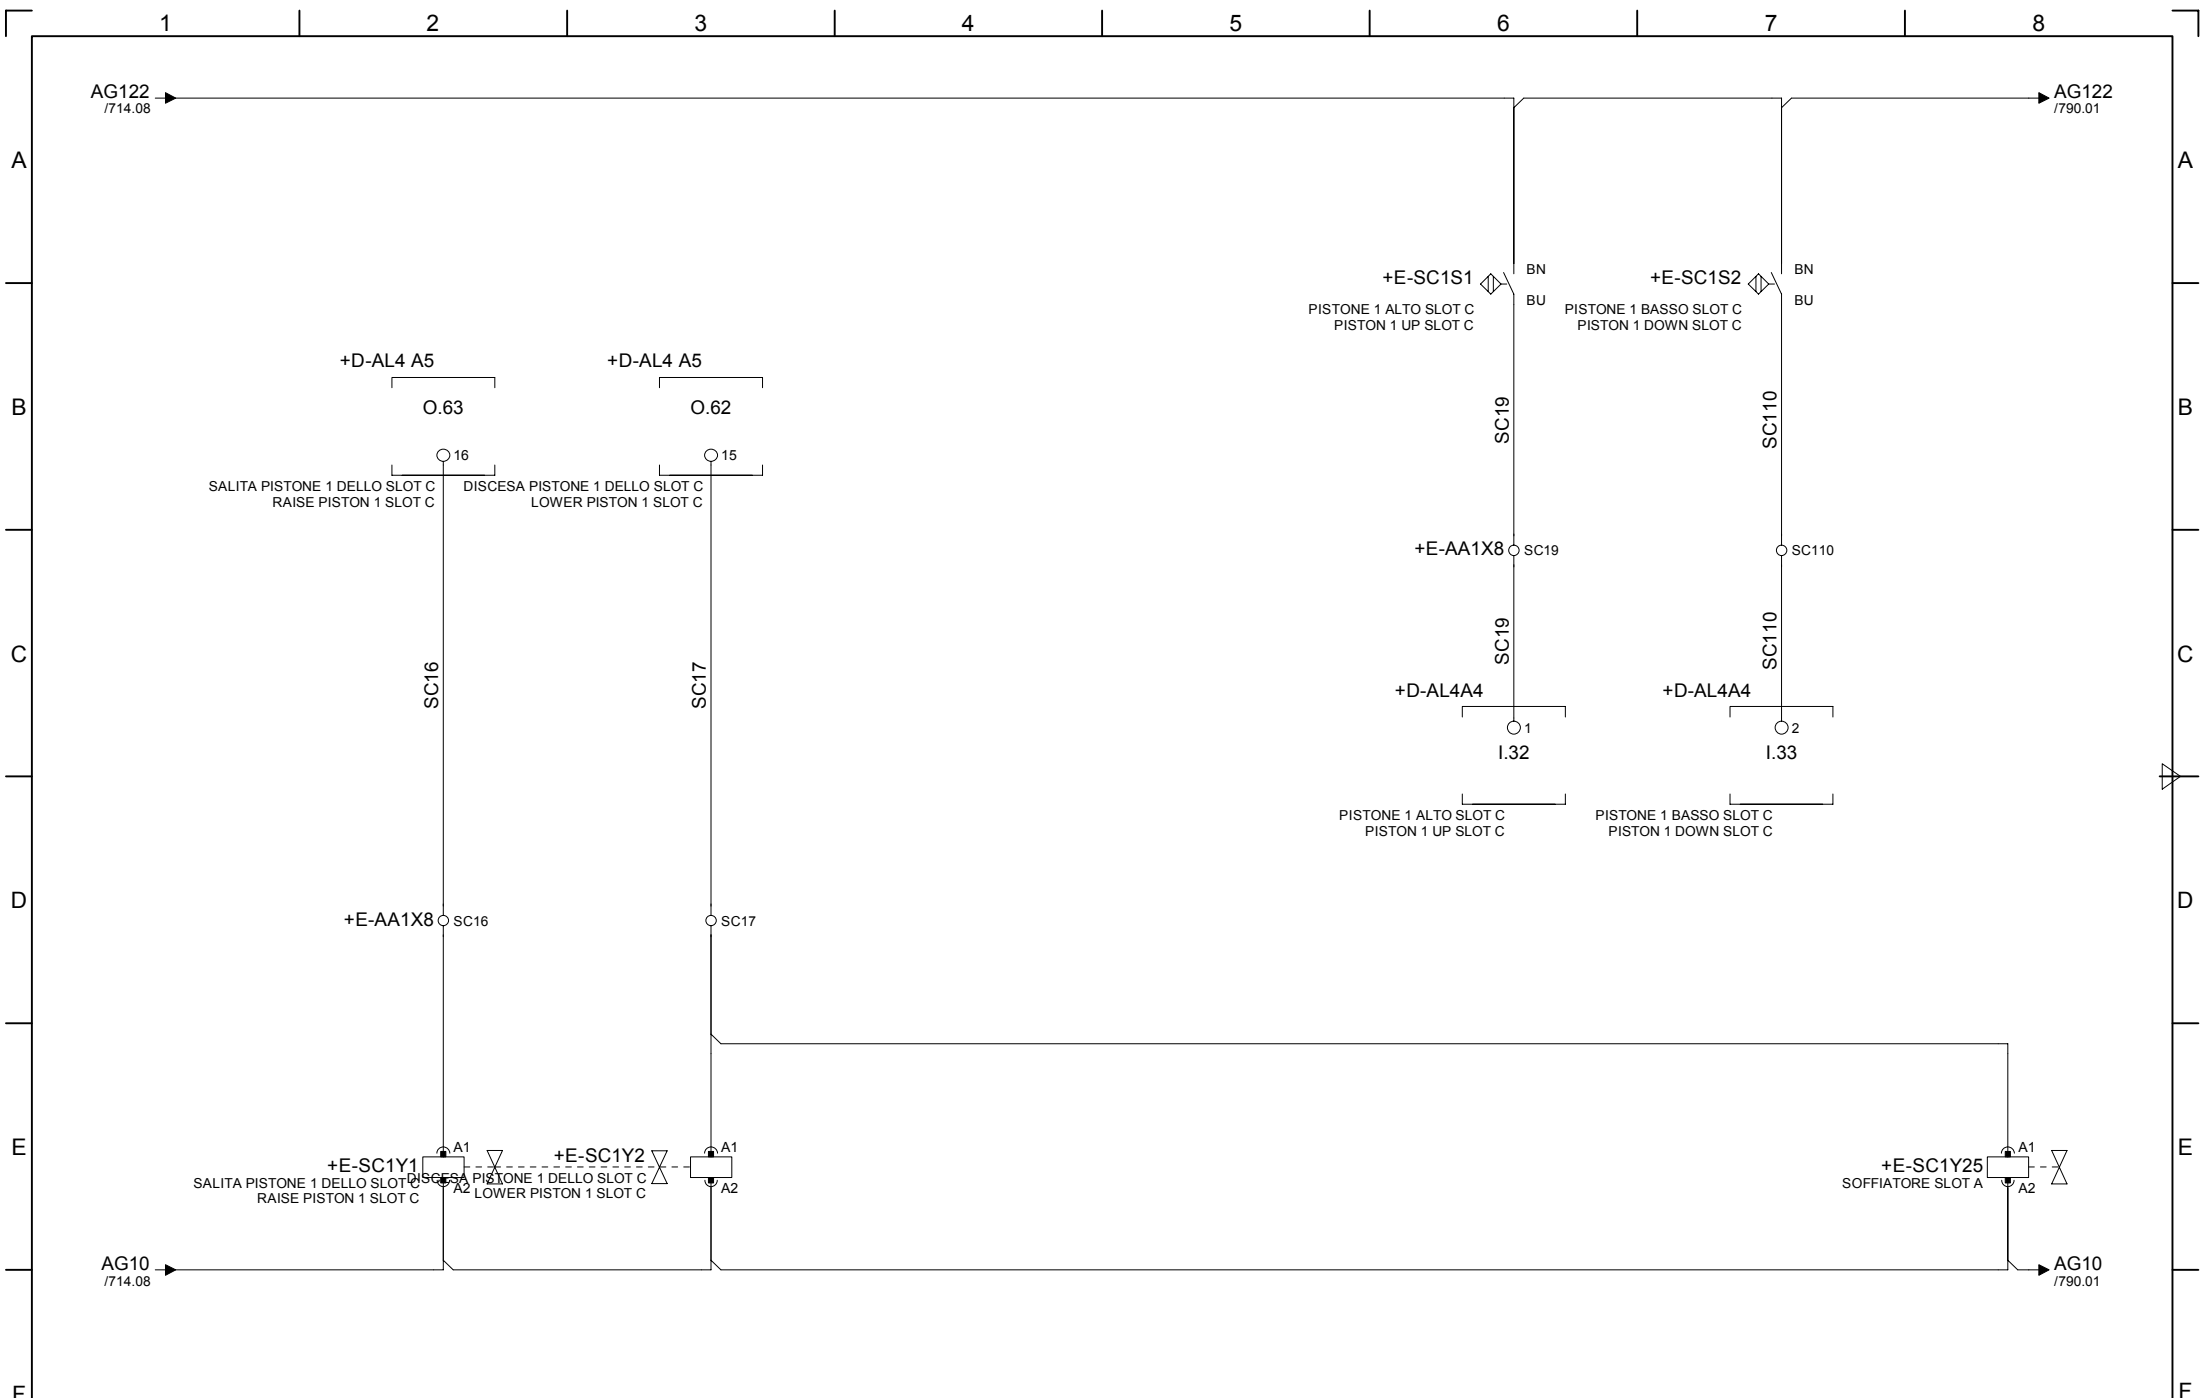 1 2 3 4 5 6 7 8
AG122
/714.08
AG122
/790.01
A
A
+E-SC1S1
BN
BU
PISTONE 1 ALTO SLOT C
PISTON 1 UP SLOT C
+E-SC1S2
BN
BU
PISTONE 1 BASSO SLOT C
PISTON 1 DOWN SLOT C
+D-AL4 A5
O.63
16
SALITA PISTONE 1 DELLO SLOT C
RAISE PISTON 1 SLOT C
+D-AL4 A5
O.62
15
DISCESA PISTONE 1 DELLO SLOT C
LOWER PISTON 1 SLOT C
B
B
SC19
SC110
+E-AA1X8
SC19
SC110
C
C
SC16
SC17
SC19
SC110
+D-AL4A4
1
I.32
PISTONE 1 ALTO SLOT C
PISTON 1 UP SLOT C
+D-AL4A4
2
I.33
PISTONE 1 BASSO SLOT C
PISTON 1 DOWN SLOT C
D
D
+E-AA1X8
SC16
SC17
E
E
+E-SC1Y1
A1
A2
SALITA PISTONE 1 DELLO SLOT C
RAISE PISTON 1 SLOT C
+E-SC1Y2
A1
A2
DISCESA PISTONE 1 DELLO SLOT C
LOWER PISTON 1 SLOT C
+E-SC1Y25
A1
A2
SOFFIATORE SLOT A
AG10
/714.08
AG10
/790.01
F
F